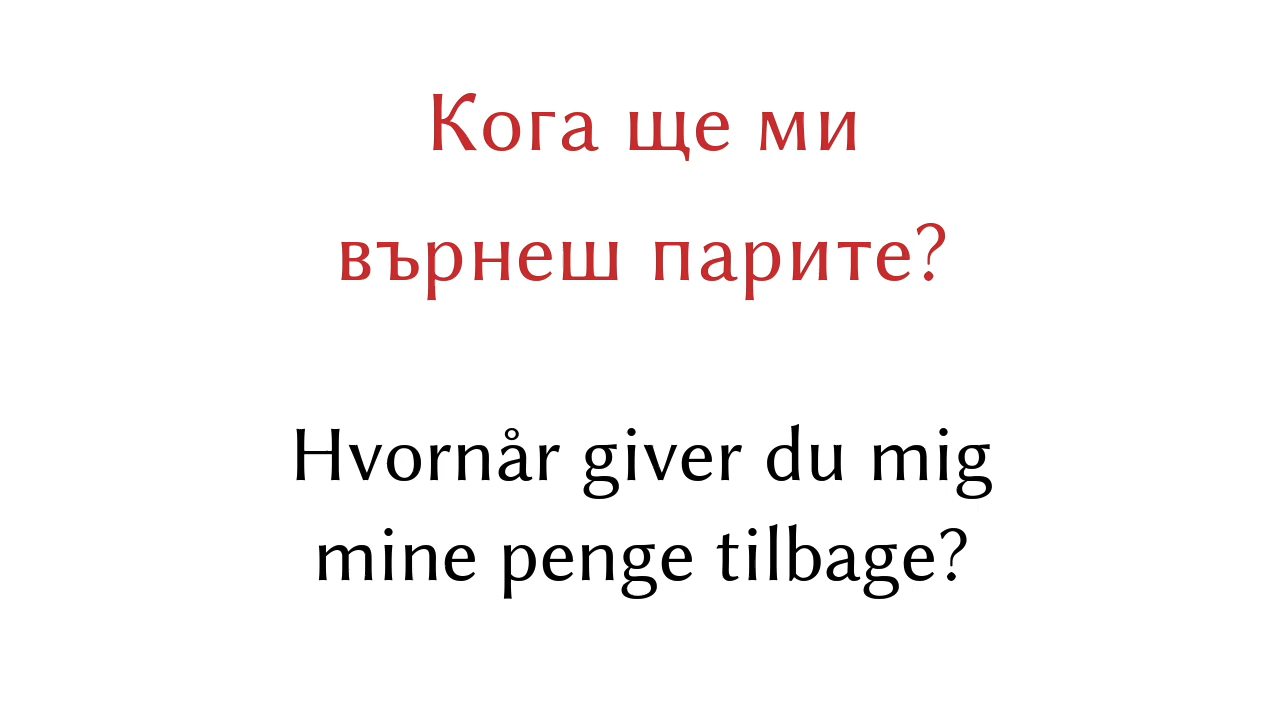 Кога ще ми
върнеш парите?
Hvornår giver du mig
mine penge tilbage?